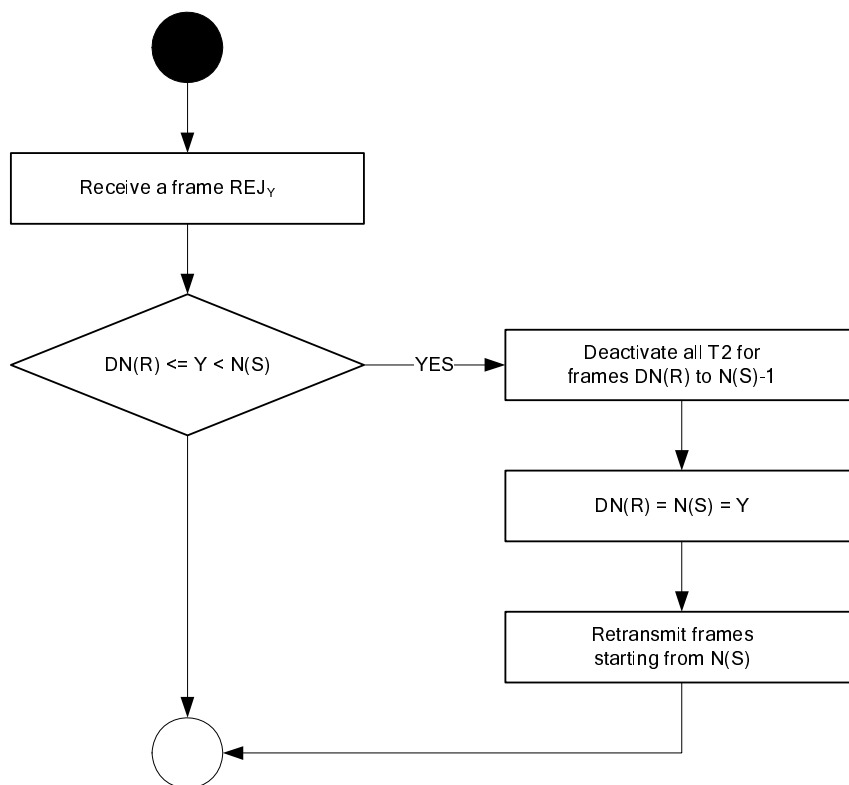 Receive a frame REJY
DN(R) <= Y < N(S)
YES
Deactivate all T2 for
frames DN(R) to N(S)-1
DN(R) = N(S) = Y
Retransmit frames
starting from N(S)